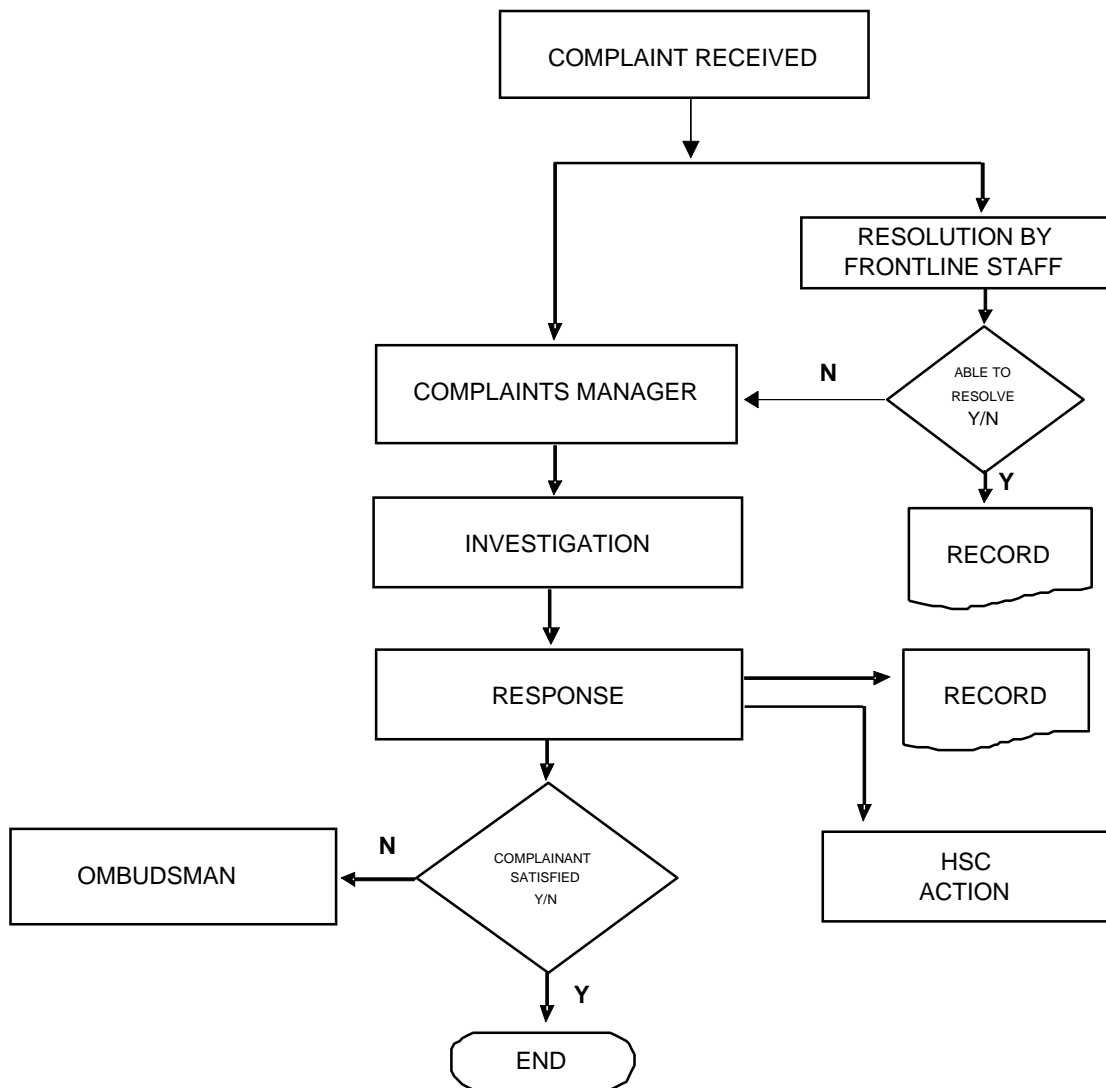 COMPLAINT RECEIVED
RESOLUTION BY
FRONTLINE STAFF
COMPLAINTS MANAGER
N
ABLE TO
RESOLVE
Y/N
Y
INVESTIGATION
RECORD
RESPONSE
RECORD
OMBUDSMAN
N
COMPLAINANT
SATISFIED
Y/N
HSC
ACTION
Y
END